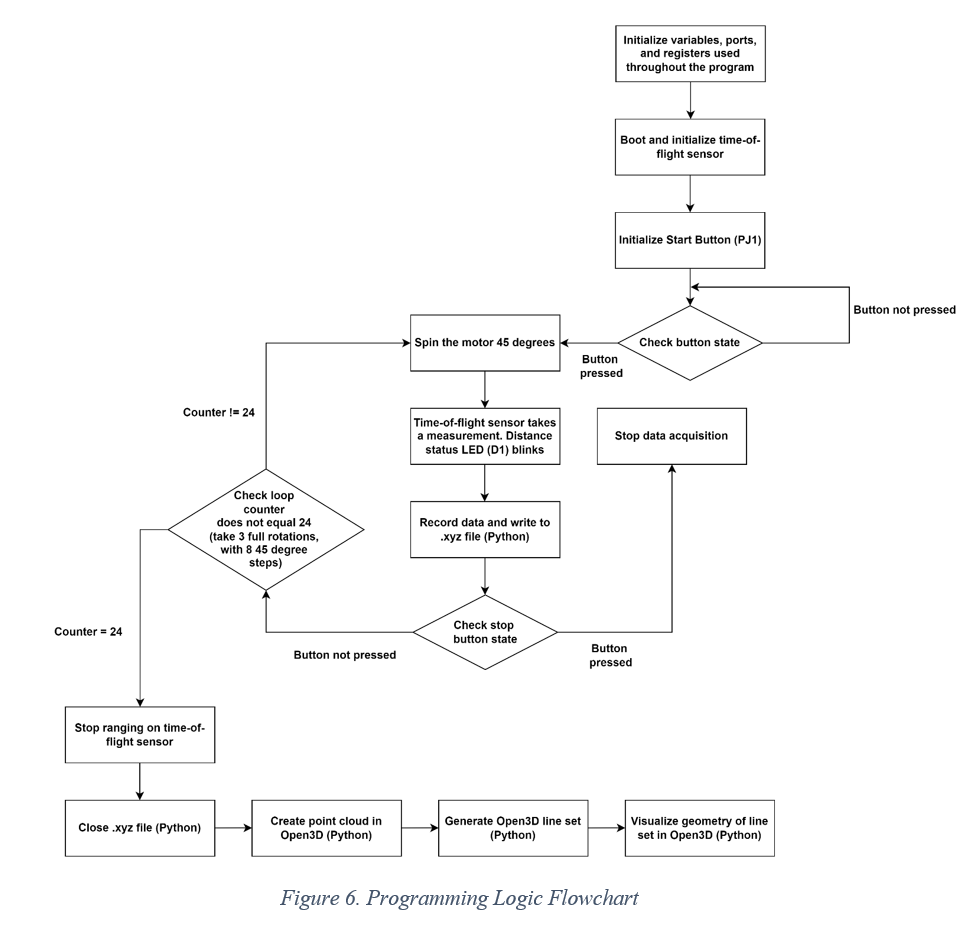 Initialize variables, ports,
and registers used
throughout the program
Boot and initialize time-of-
flight sensor
Initialize Start Button (PJ1)
Button not pressed
Check button state
Button
pressed
Spin the motor 45 degrees
Counter != 24
Time-of-flight sensor takes
a measurement. Distance
status LED (D1) blinks
Stop data acquisition
Check loop
counter
does not equal 24
(take 3 full rotations,
with 8 45 degree
steps)
Record data and write to
.xyz file (Python)
Check stop
button state
Counter = 24
Button not pressed
Button
pressed
Stop ranging on time-of-
flight sensor
Close .xyz file (Python)
Create point cloud in
Open3D (Python)
Generate Open3D line set
(Python)
Visualize geometry of line
set in Open3D (Python)
Figure 6. Programming Logic Flowchart